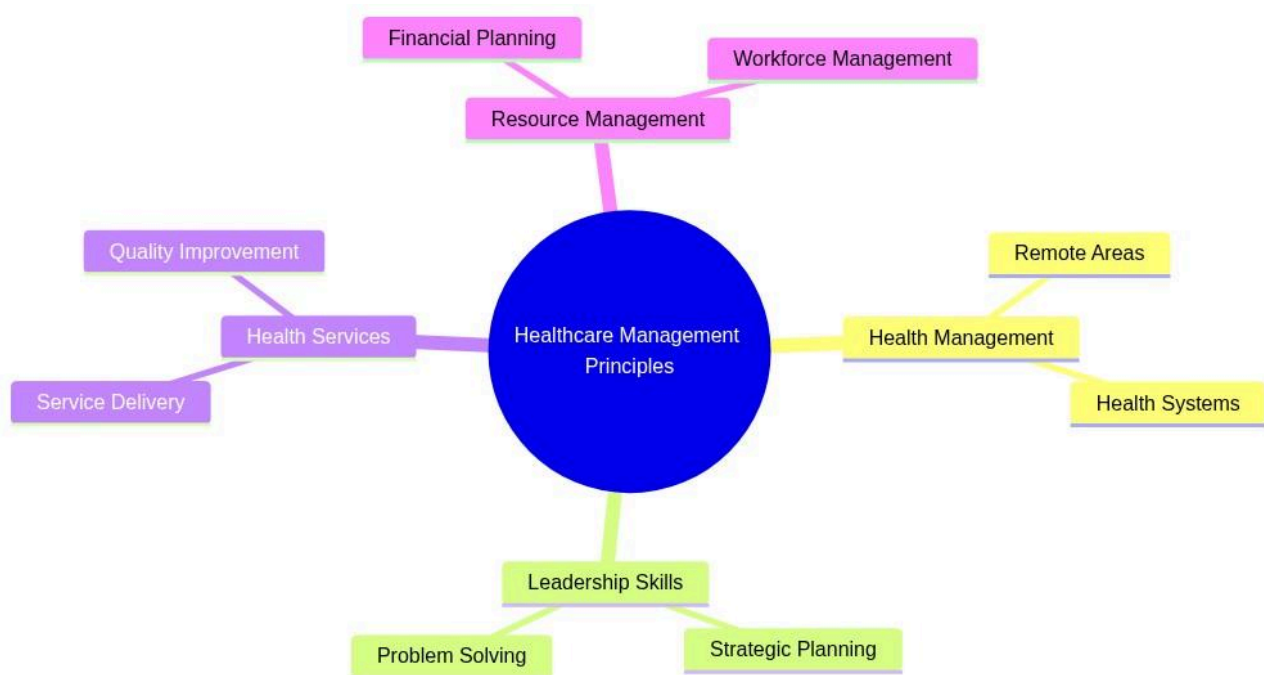 Financial Planning
Workforce Management
Resource Management
Quality Improvement
Remote Areas
Health Services
Healthcare Management
Principles
Health Management
Service Delivery
Health Systems
Leadership Skills
Problem Solving
Strategic Planning